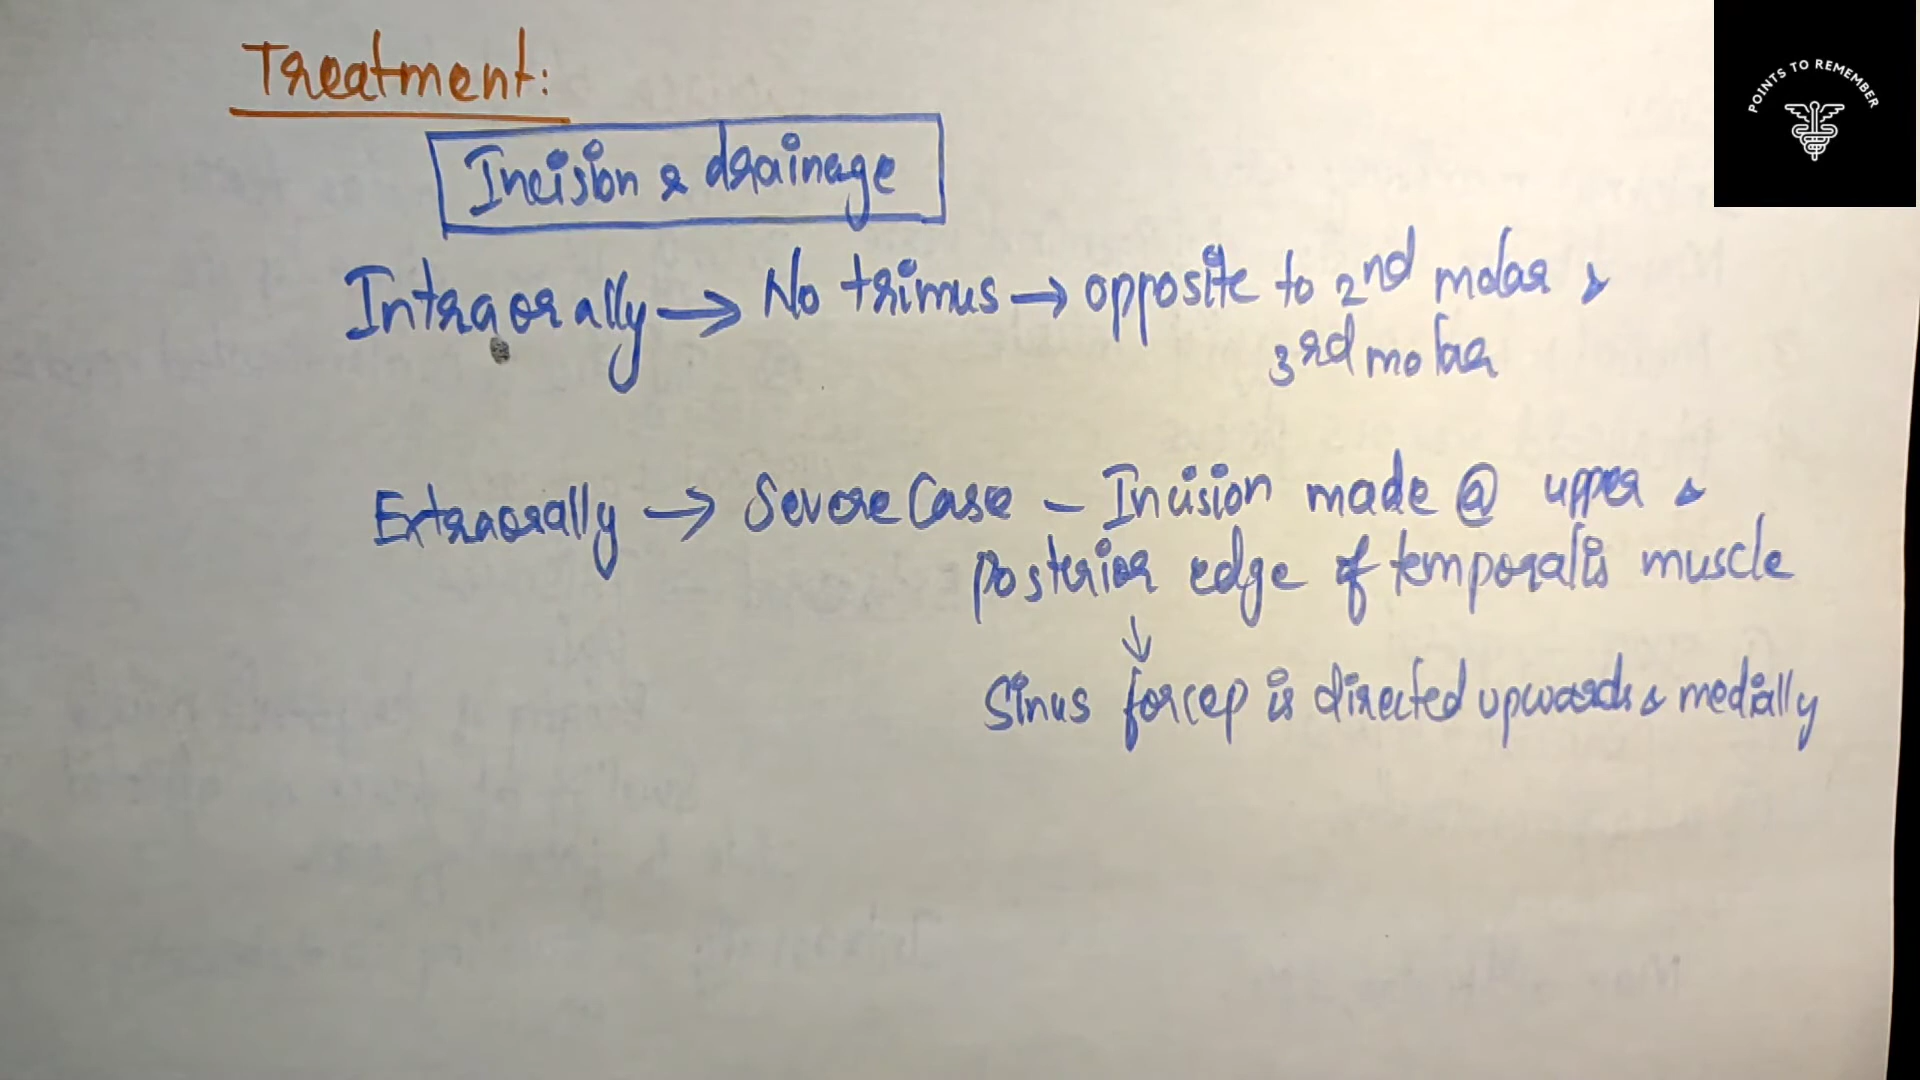 Treatment:
POINTS TO REMEMBER
Incision & drainage
Intraorally → No trimus → opposite to 2nd molar &
3rd molar
Extraorally → Severe Case - Incision made @ upper &
posterior edge of temporalis muscle
↓
Sinus forcep is directed upwards & medially